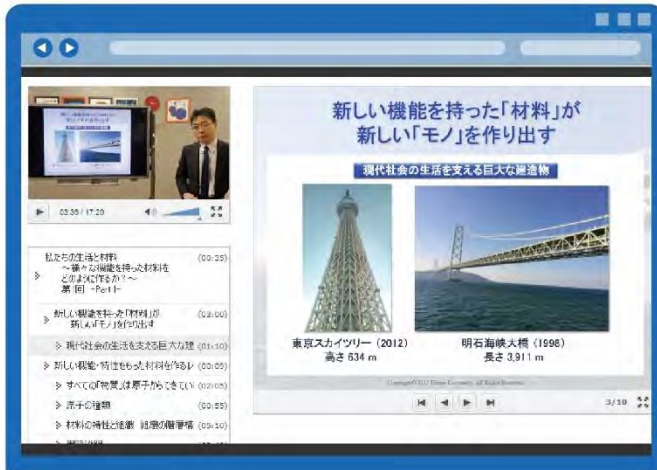 新しい機能を持った「材料」が
新しい「モノ」を作り出す
現代社会の生活を支える巨大な建造物
東京スカイツリー (2012)
高さ 634 m
明石海峡大橋 (1998)
長さ 3,911 m
3/10
03:36 / 17:20
私たちの生活と材料 (00:25)
～様々な機能を持った材料を
どのように作るか？～
第1回 -Part1-
新しい機能を持った「材料」が (03:00)
新しい「モノ」を作り出す
現代社会の生活を支える巨大な建 (01:10)
新しい機能・特性をもった材料を作るレ (00:09)
すべての「物質」は原子からできてい (02:05)
原子の種類 (00:55)
材料の特性と組織 組織の階層構 (05:10)